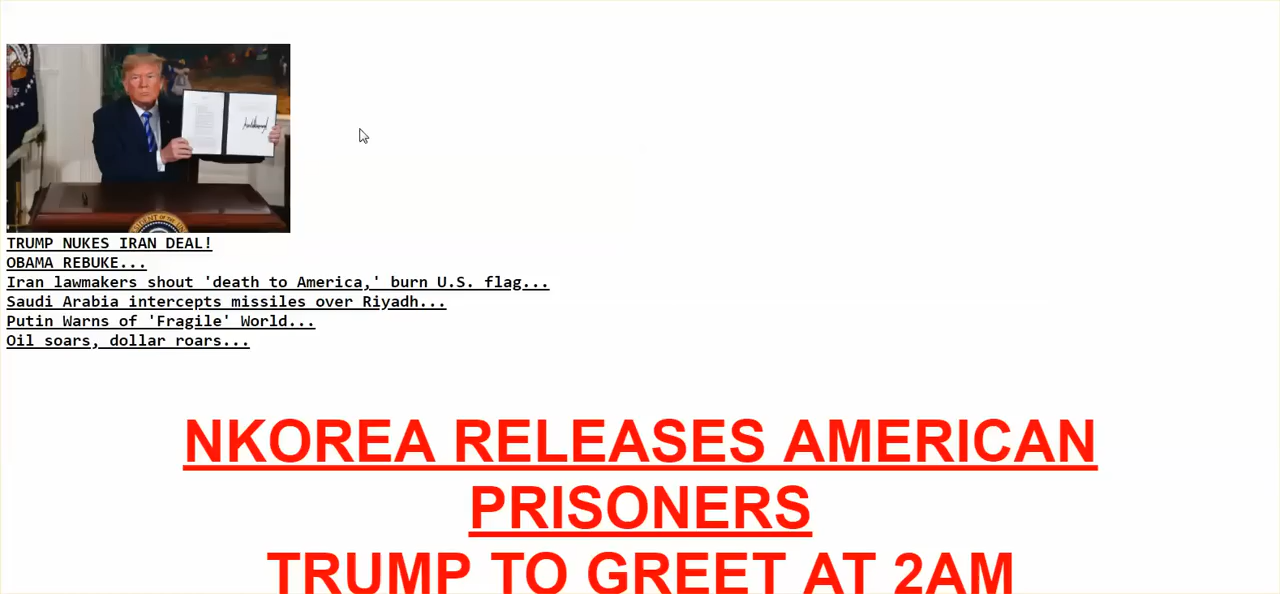 TRUMP NUKES IRAN DEAL!
OBAMA REBUKE...
Iran lawmakers shout 'death to America,' burn U.S. flag...
Saudi Arabia intercepts missiles over Riyadh...
Putin Warns of 'Fragile' World...
Oil soars, dollar roars...
NKOREA RELEASES AMERICAN
PRISONERS
TRUMP TO GREET AT 2AM